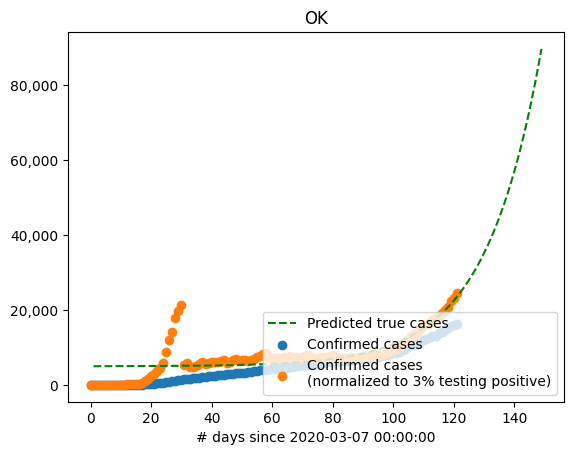 OK
80,000
60,000
40,000
20,000
0
Predicted true cases
Confirmed cases
Confirmed cases
(normalized to 3% testing positive)
0 20 40 60 80 100 120 140
# days since 2020-03-07 00:00:00